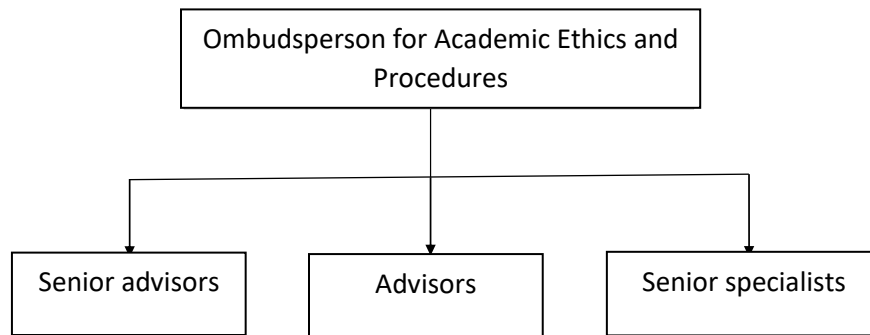 Ombudsperson for Academic Ethics and
Procedures
Senior advisors
Advisors
Senior specialists